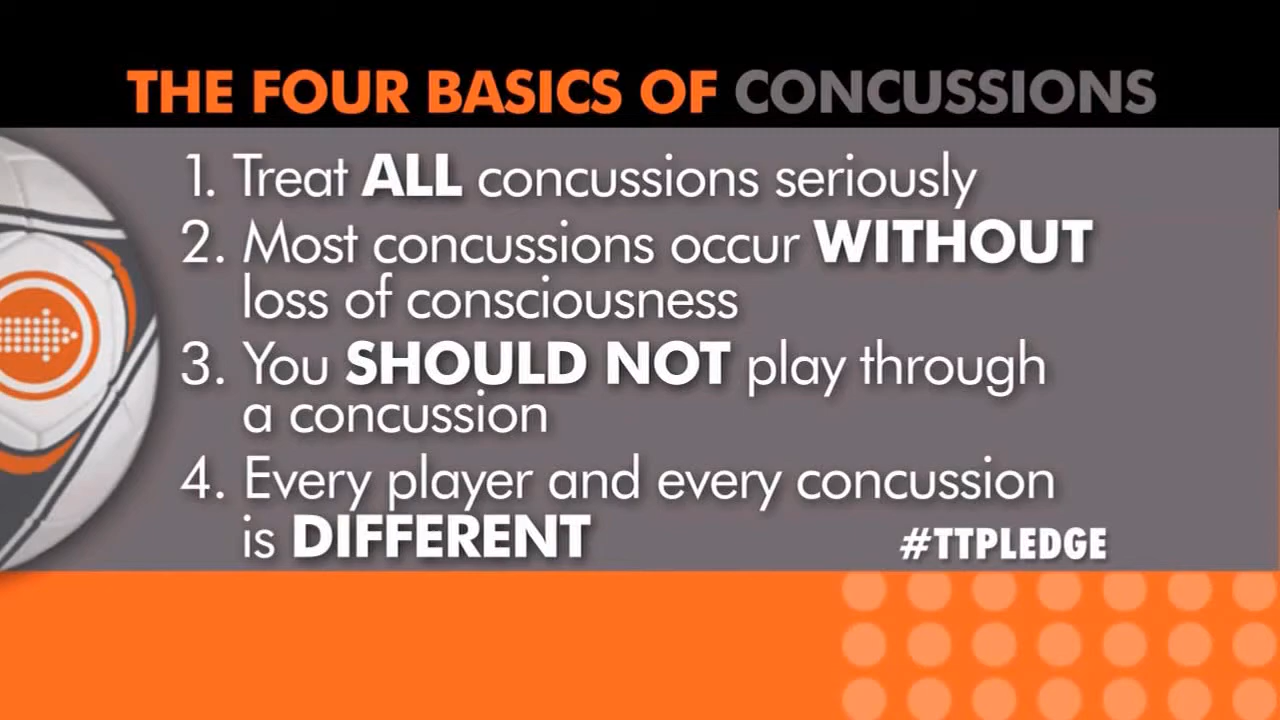 THE FOUR BASICS OF CONCUSSIONS
1. Treat ALL concussions seriously
2. Most concussions occur WITHOUT
loss of consciousness
3. You SHOULD NOT play through
a concussion
4. Every player and every concussion
is DIFFERENT
#TTPLEDGE